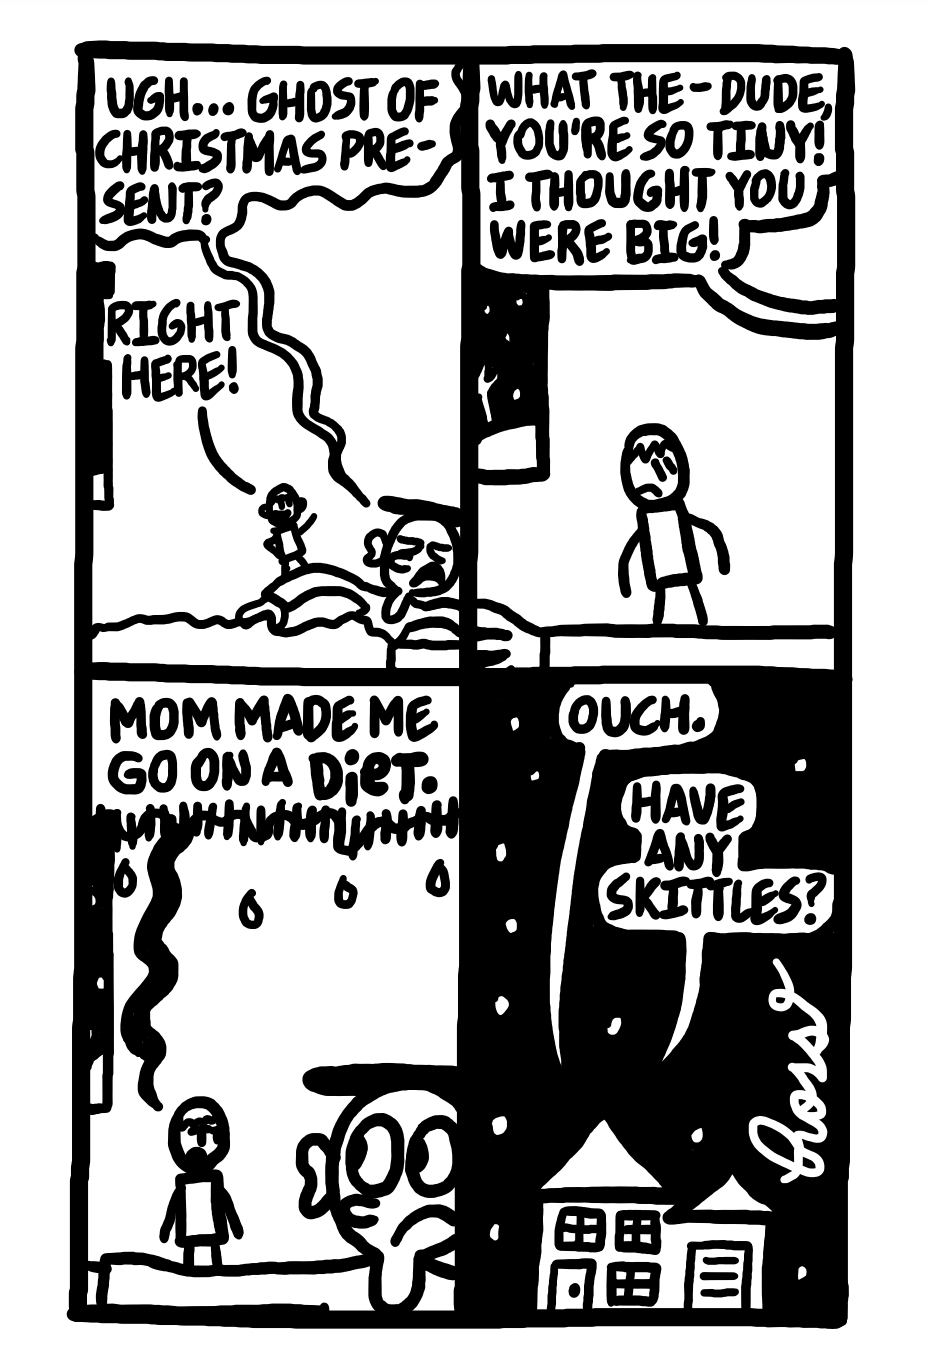 UGH... GHOST OF
CHRISTMAS PRE-
SENT?
RIGHT
HERE!
WHAT THE- DUDE,
YOU'RE SO TINY!
I THOUGHT YOU
WERE BIG!
MOM MADE ME
GO ON A DieT.
OUCH.
HAVE
ANY
SKITTLES?